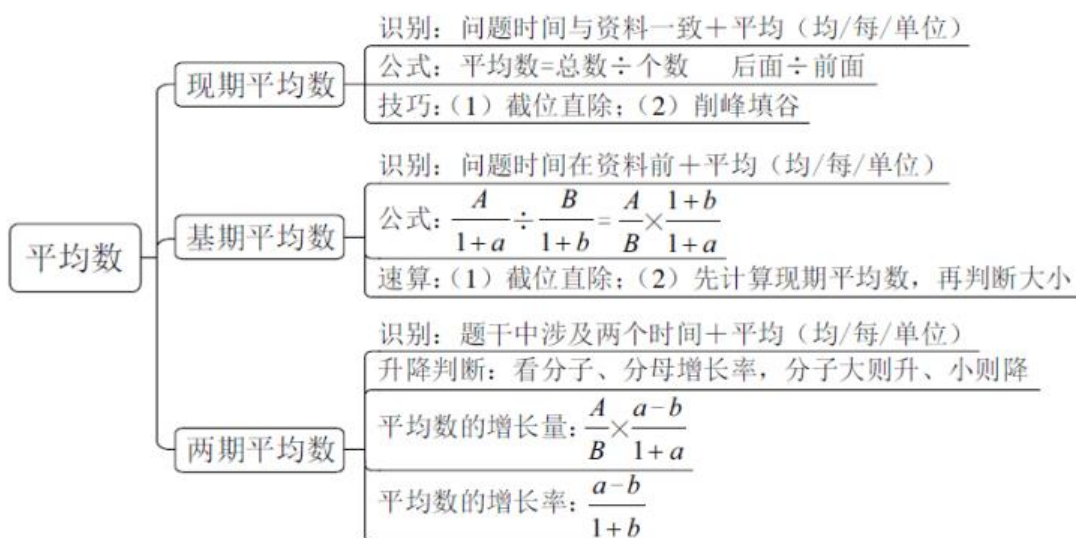 平均数
现期平均数
识别：问题时间与资料一致＋平均（均/每/单位）
公式：平均数=总数÷个数 后面÷前面
技巧：（1）截位直除；（2）削峰填谷
基期平均数
识别：问题时间在资料前＋平均（均/每/单位）
公式：A/(1+a)÷B/(1+b)=A/B×(1+b)/(1+a)
速算：（1）截位直除；（2）先计算现期平均数，再判断大小
两期平均数
识别：题干中涉及两个时间＋平均（均/每/单位）
升降判断：看分子、分母增长率，分子大则升、小则降
平均数的增长量：A/B×(a-b)/(1+a)
平均数的增长率：(a-b)/(1+b)